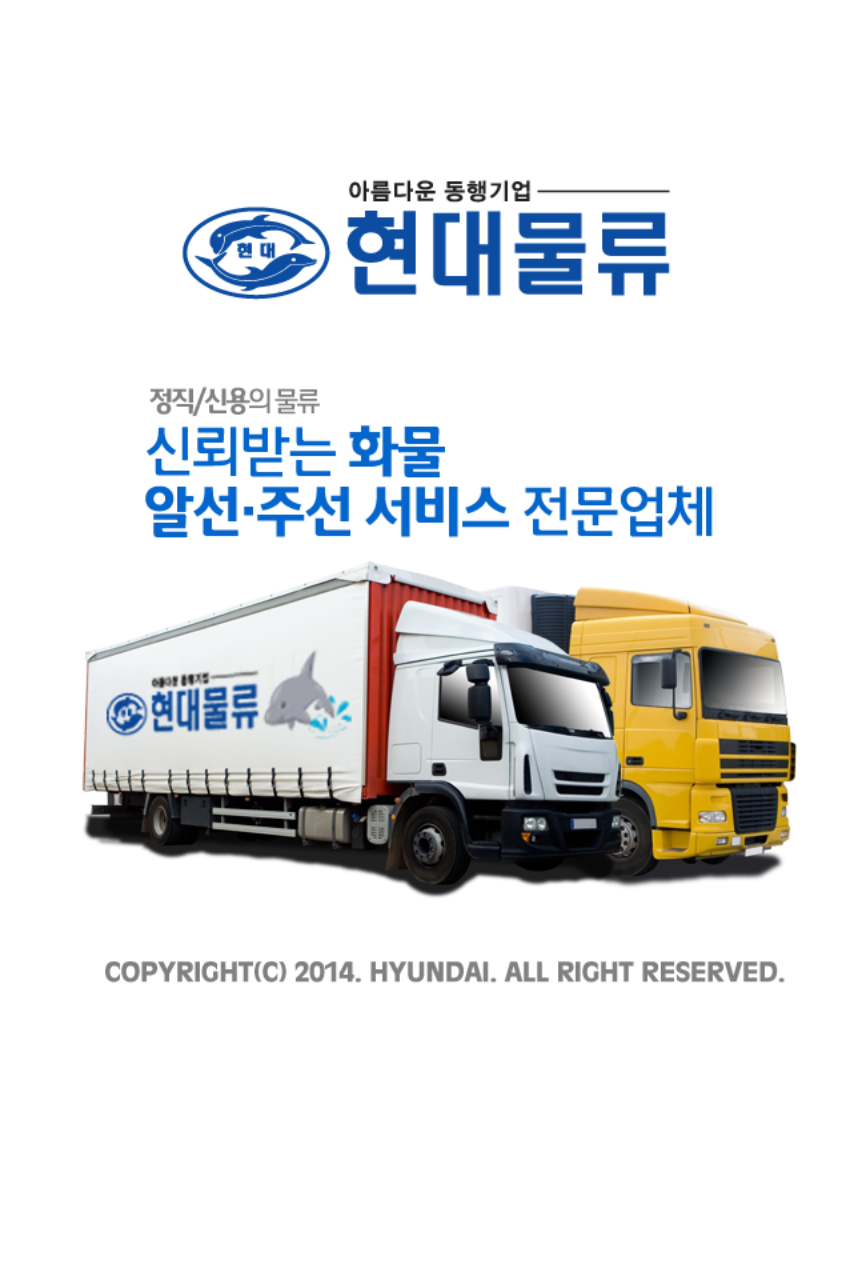 아름다운 동행기업
현대
현대물류
정직/신용의 물류
신뢰받는 화물
알선·주선 서비스 전문업체
아름다운 동행기업
현대물류
COPYRIGHT(C) 2014. HYUNDAI. ALL RIGHT RESERVED.